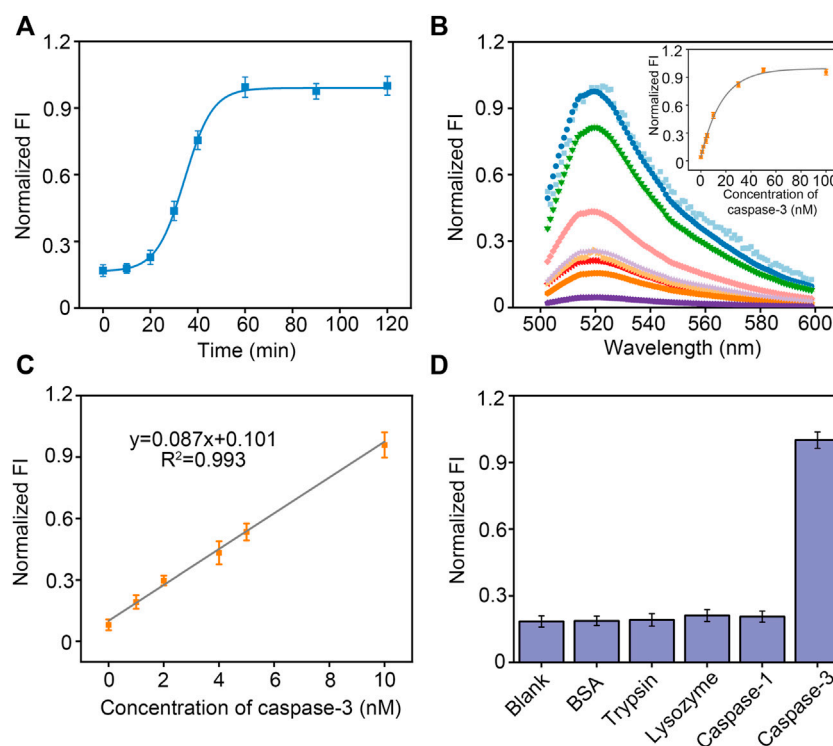 A
Normalized FI
1.2
0.9
0.6
0.3
0
0 20 40 60 80 100 120
Time (min)
B
Normalized FI
1.2
0.9
0.6
0.3
0
500 520 540 560 580 600
Wavelength (nm)
Normalized FI
1.2
0.9
0.6
0.3
0
0 20 40 60 80 100
Concentration of
caspase-3 (nM)
C
Normalized FI
1.2
0.9
0.6
0.3
0
y=0.087x+0.101
R²=0.993
0 2 4 6 8 10
Concentration of caspase-3 (nM)
D
Normalized FI
1.2
0.9
0.6
0.3
0
Blank
BSA
Trypsin
Lysozyme
Caspase-1
Caspase-3